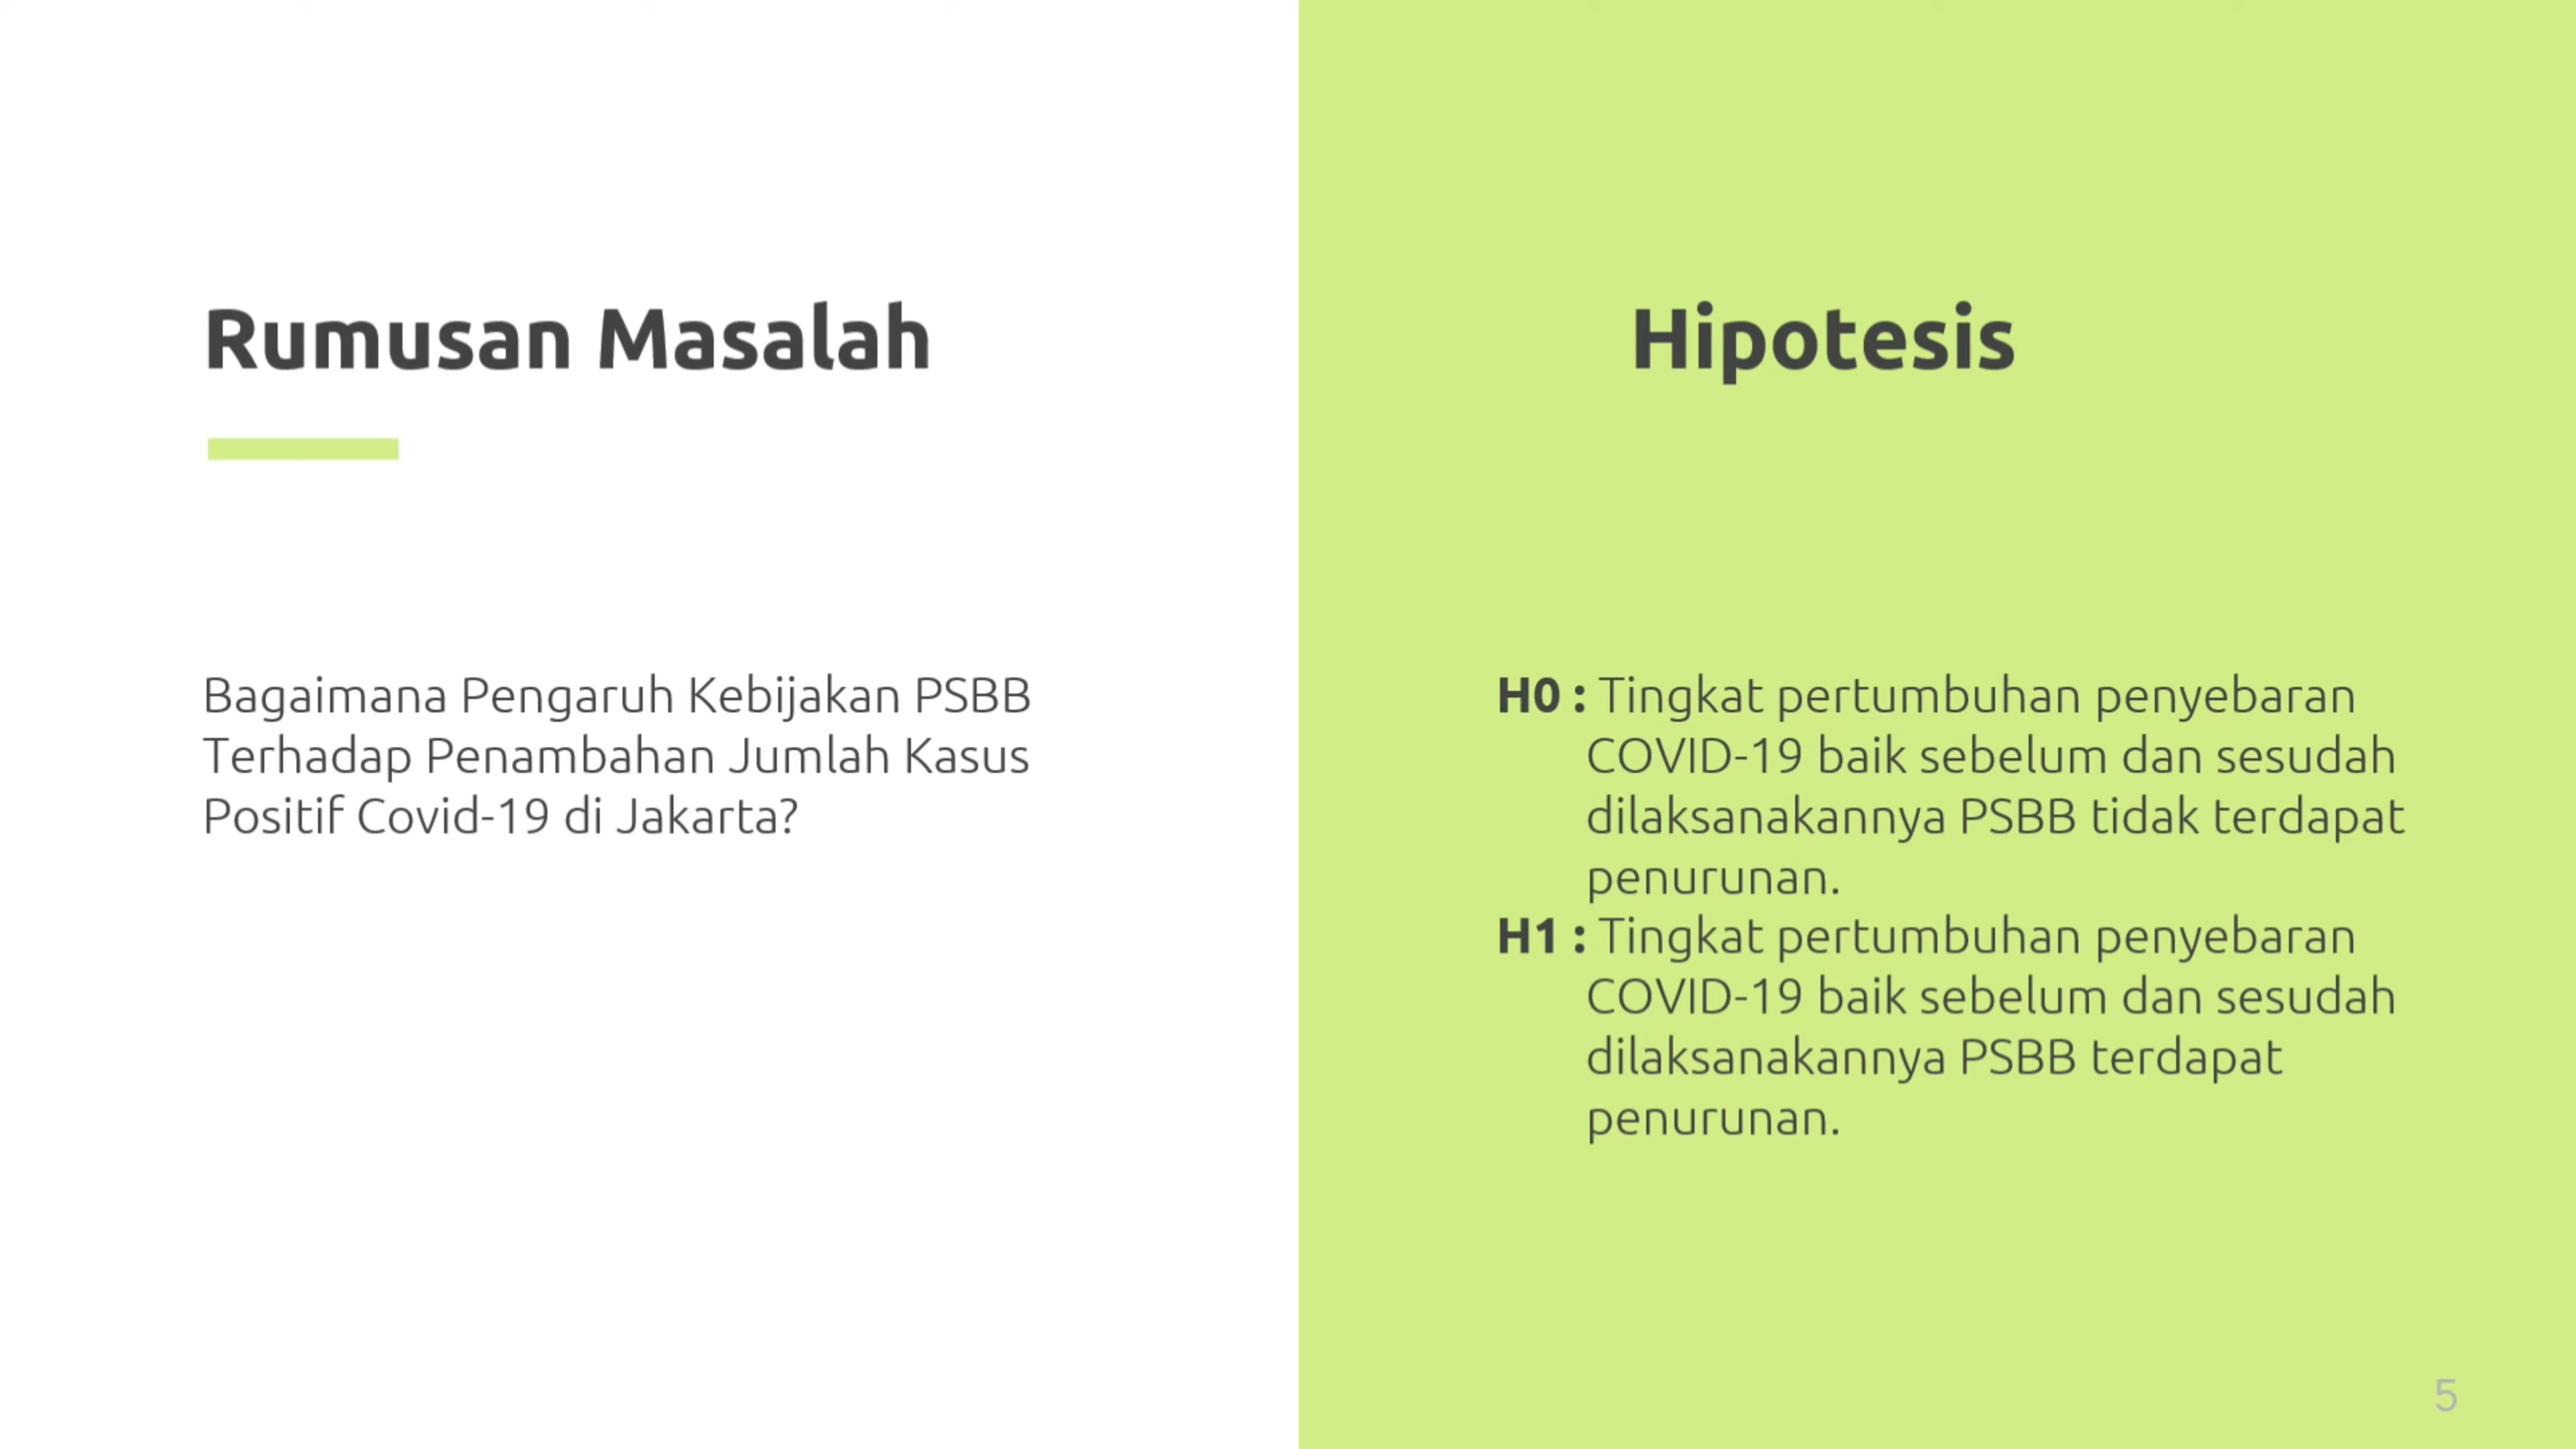 Rumusan Masalah
Bagaimana Pengaruh Kebijakan PSBB
Terhadap Penambahan Jumlah Kasus
Positif Covid-19 di Jakarta?
Hipotesis
H0 : Tingkat pertumbuhan penyebaran
COVID-19 baik sebelum dan sesudah
dilaksanakannya PSBB tidak terdapat
penurunan.
H1 : Tingkat pertumbuhan penyebaran
COVID-19 baik sebelum dan sesudah
dilaksanakannya PSBB terdapat
penurunan.
5